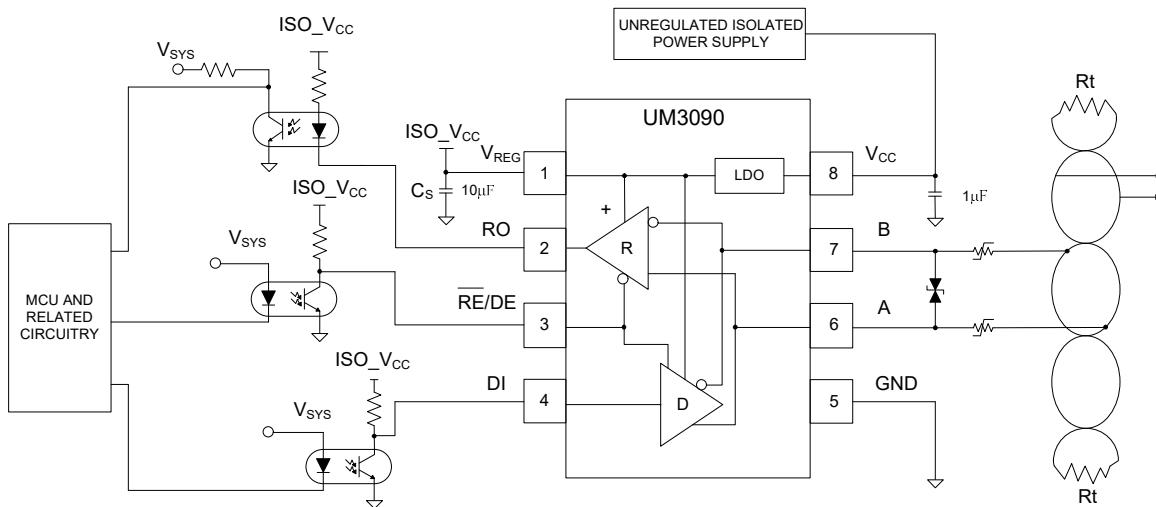 ISO_VCC
VSYS
UNREGULATED ISOLATED
POWER SUPPLY
Rt
UM3090
ISO_VCC
VREG
1
LDO
8
VCC
CS
10µF
1µF
ISO_VCC
+
RO
2
R
7
B
VSYS
MCU AND
RELATED
CIRCUITRY
RE/DE
3
6
A
ISO_VCC
DI
4
D
5
GND
VSYS
Rt